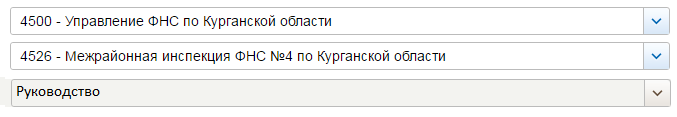 4500 - Управление ФНС по Курганской области
4526 - Межрайонная инспекция ФНС №4 по Курганской области
Руководство